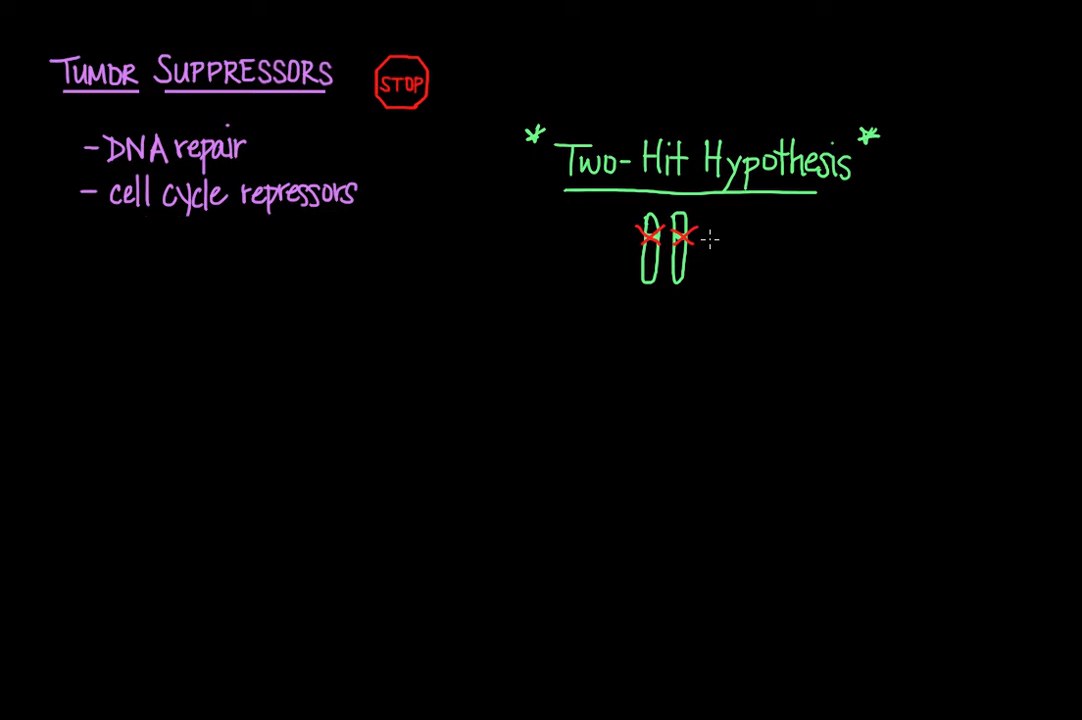 TUMOR SUPPRESSORS
STOP
- DNA repair
- cell cycle repressors
* Two-Hit Hypothesis *